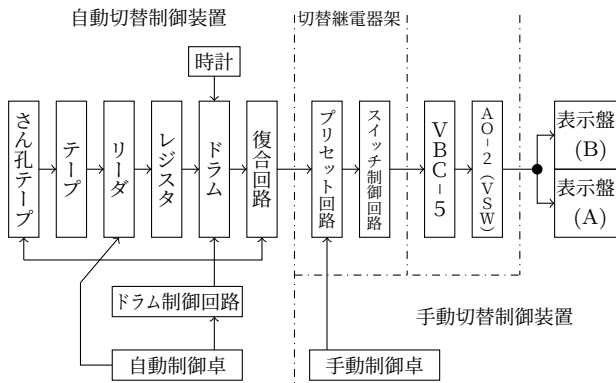 自動切替制御装置
切替継電器架
時計
さん孔テープ
テープ
リーダ
レジスタ
ドラム
復合回路
プリセット回路
スイッチ制御回路
VBC-5
AO-2(VSW)
表示盤
(B)
表示盤
(A)
ドラム制御回路
手動切替制御装置
自動制御卓
手動制御卓